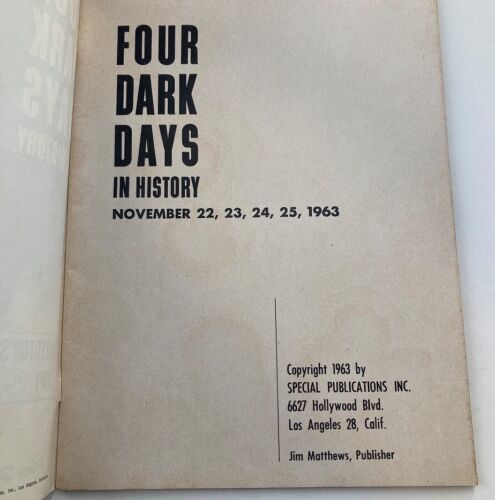 FOUR
DARK
DAYS
IN HISTORY
NOVEMBER 22, 23, 24, 25, 1963
Copyright 1963 by
SPECIAL PUBLICATIONS INC.
6627 Hollywood Blvd.
Los Angeles 28, Calif.
Jim Matthews, Publisher